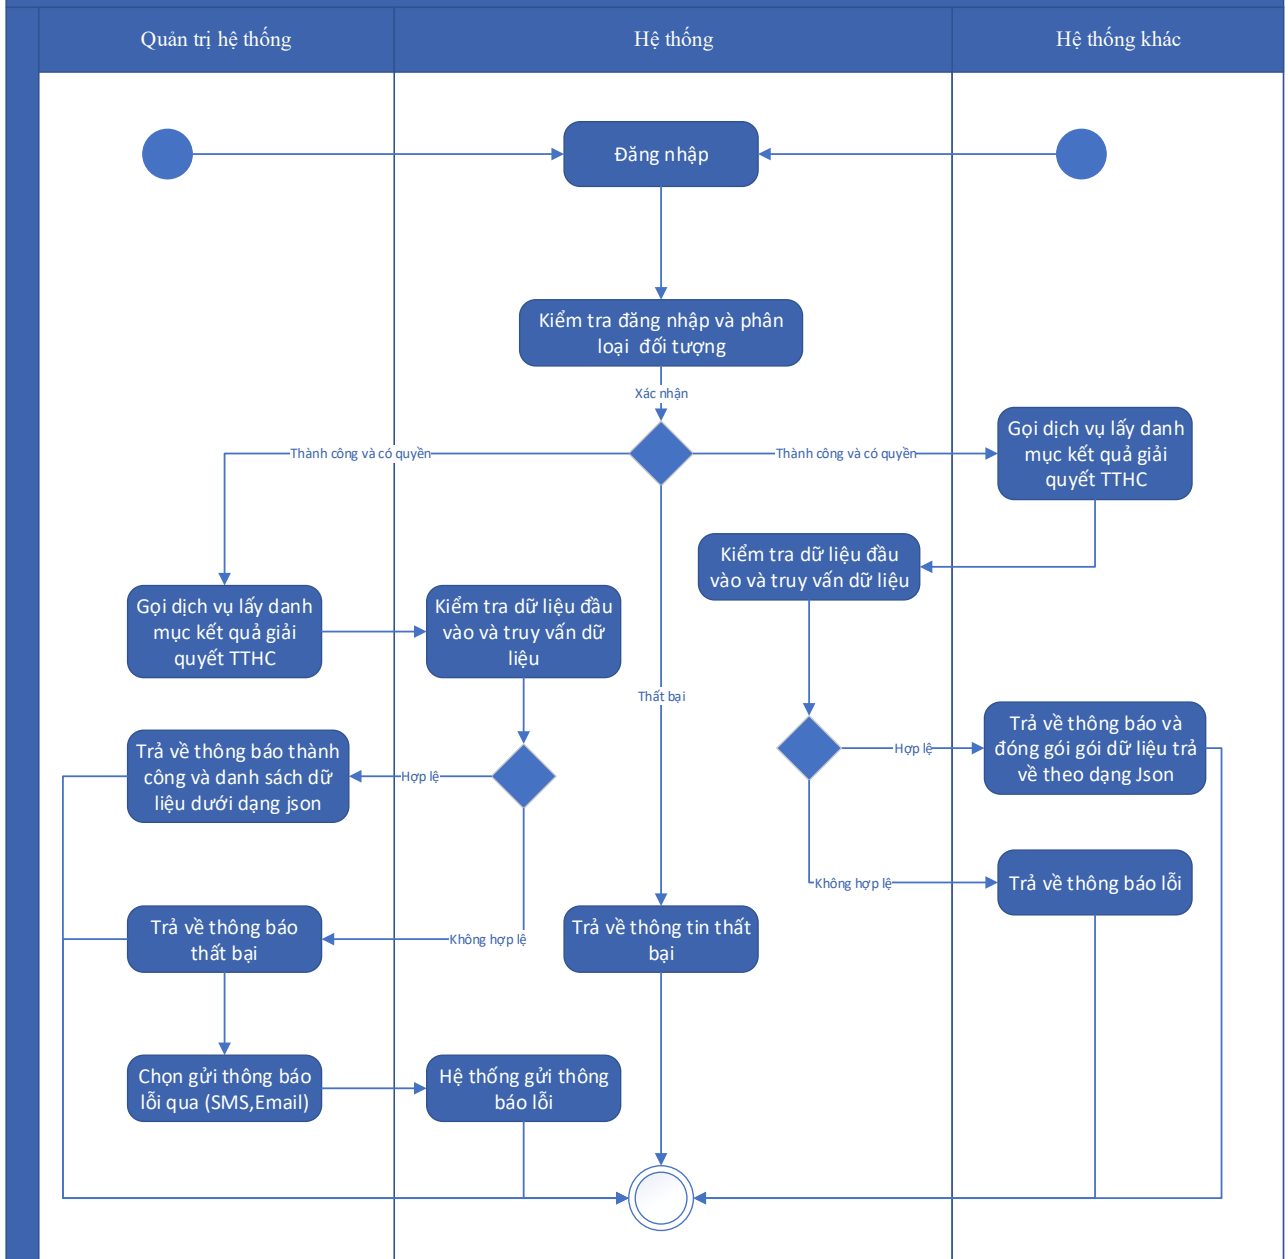 Quản trị hệ thống
Hệ thống
Hệ thống khác
Đăng nhập
Kiểm tra đăng nhập và phân
loại đối tượng
Xác nhận
Thành công và có quyền
Thành công và có quyền
Gọi dịch vụ lấy danh
mục kết quả giải
quyết TTHC
Kiểm tra dữ liệu đầu
vào và truy vấn dữ liệu
Gọi dịch vụ lấy danh
mục kết quả giải
quyết TTHC
Kiểm tra dữ liệu đầu
vào và truy vấn dữ
liệu
Thất bại
Trả về thông báo thành
công và danh sách dữ
liệu dưới dạng json
Hợp lệ
Hợp lệ
Trả về thông báo và
đóng gói gói dữ liệu trả
về theo dạng Json
Không hợp lệ
Trả về thông báo lỗi
Trả về thông báo
thất bại
Không hợp lệ
Trả về thông tin thất
bại
Chọn gửi thông báo
lỗi qua (SMS,Email)
Hệ thống gửi thông
báo lỗi